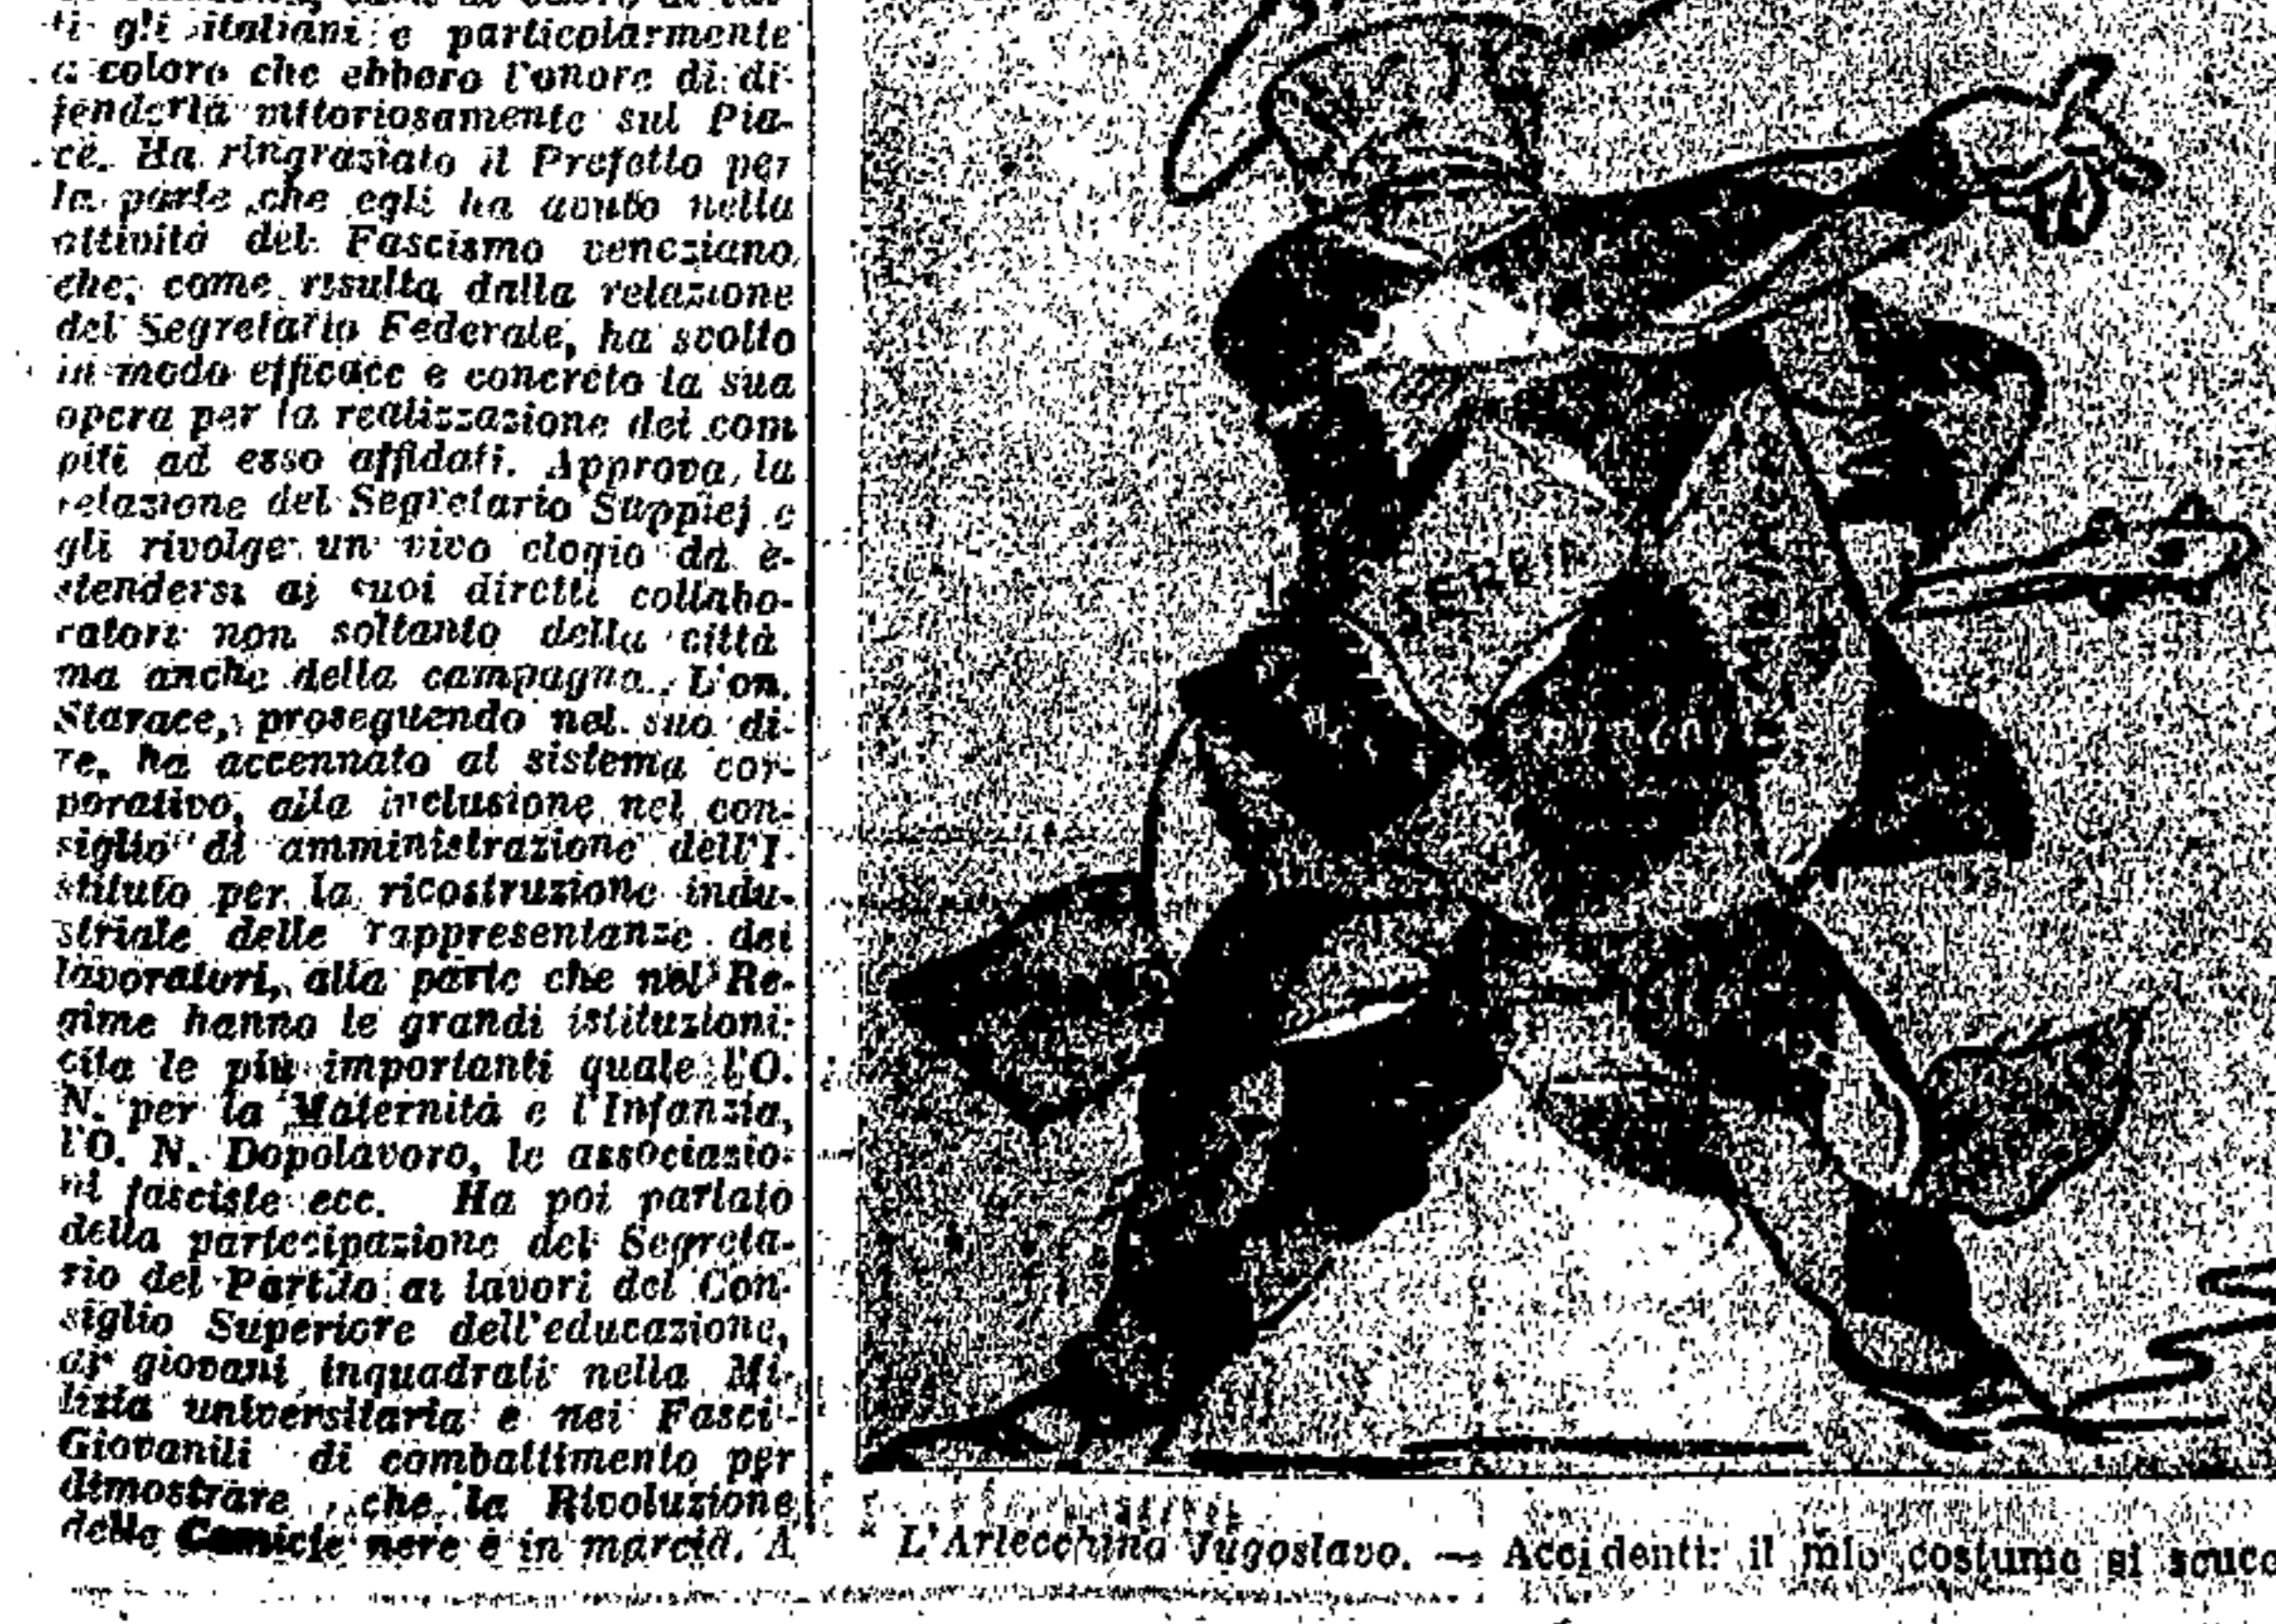 ti gli italiani e particolarmente
a coloro che ebbero l'onore di di-
fenderla vittoriosamente sul Pia-
ve. Ha ringraziato il Prefetto per
la parte che egli ha avuto nella
attività del Fascismo veneziano,
che, come risulta dalla relazione
del Segretario Federale, ha svolto
in modo efficace e concreto la sua
opera per la realizzazione dei com
piti ad esso affidati. Approva la
relazione del Segretario Suppiej e
gli rivolge un vivo elogio da e-
stendersi ai suoi diretti collabo-
ratori non soltanto della città
ma anche della campagna. L'on.
Starace, proseguendo nel suo di-
re, ha accennato al sistema cor-
porativo, alla inclusione nel con-
siglio di amministrazione dell'I-
stituto per la ricostruzione indu-
striale delle rappresentanze dei
lavoratori, alla parte che nel Re-
gime hanno le grandi istituzioni:
cita le più importanti quale l'O.
N. per la Maternità e l'Infanzia,
l'O. N. Dopolavoro, le associazio-
ni fasciste ecc. Ha poi parlato
della partecipazione del Segreta-
rio del Partito ai lavori del Con-
siglio Superiore dell'educazione,
ai giovani inquadrati nella Mi-
lizia universitaria e nei Fasci
Giovanili di combattimento per
dimostrare che la Rivoluzione
delle Camicie nere è in marcia. A
SERBIA
L'Arlecchino Jugoslavo. — Accidenti: il mio costume si scuce